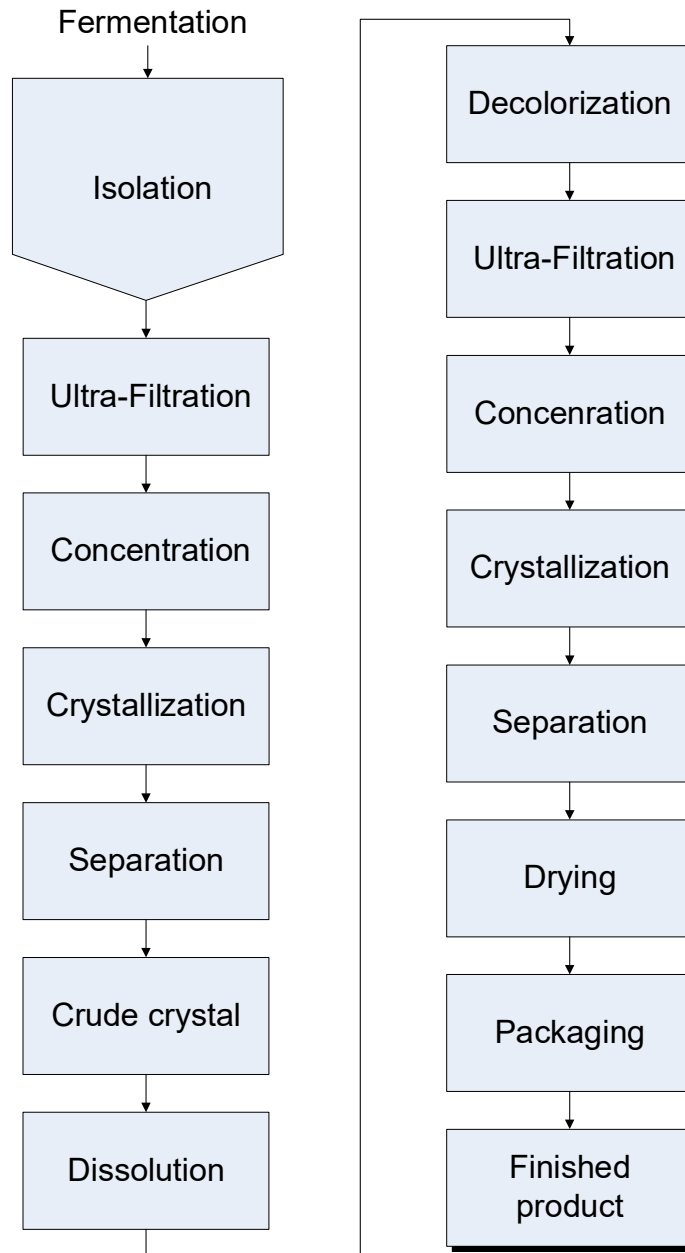 Fermentation
Isolation
Ultra-Filtration
Concentration
Crystallization
Separation
Crude crystal
Dissolution
Decolorization
Ultra-Filtration
Concenration
Crystallization
Separation
Drying
Packaging
Finished
product